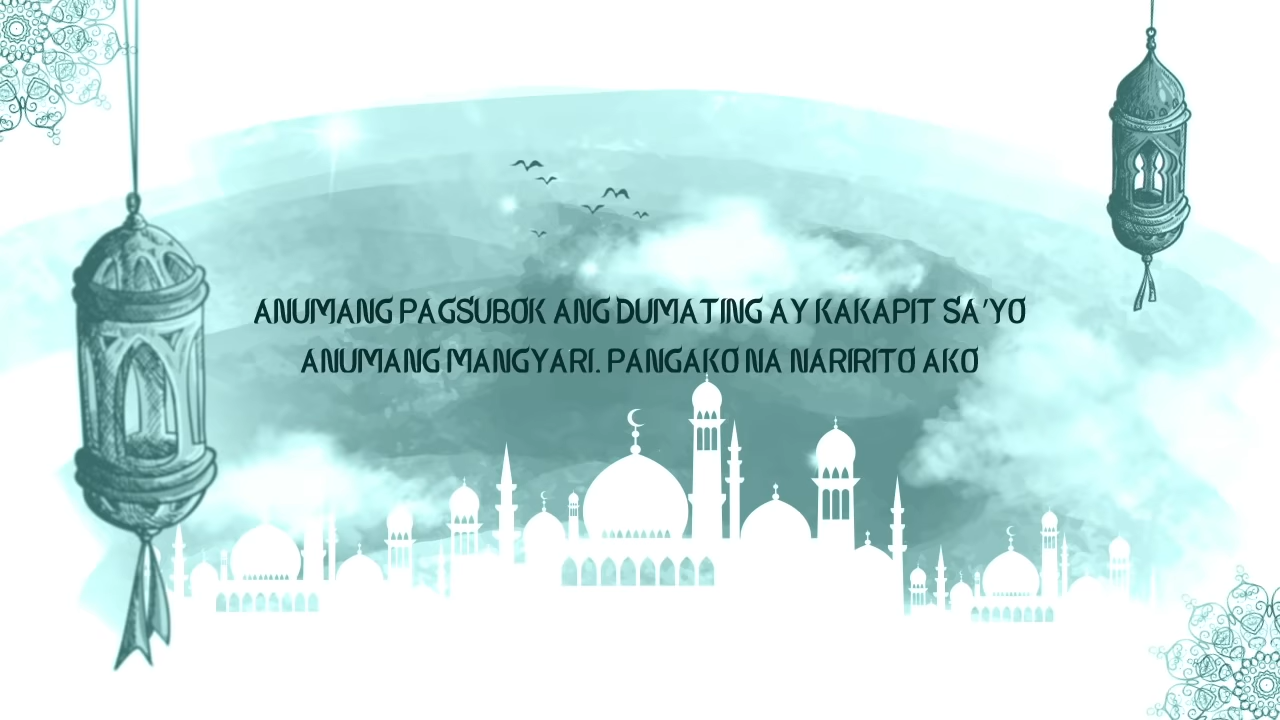 ANUMANG PAGSUBOK ANG DUMATING AY KAKAPIT SA'YO
ANUMANG MANGYARI. PANGAKO NA NARIRITO AKO